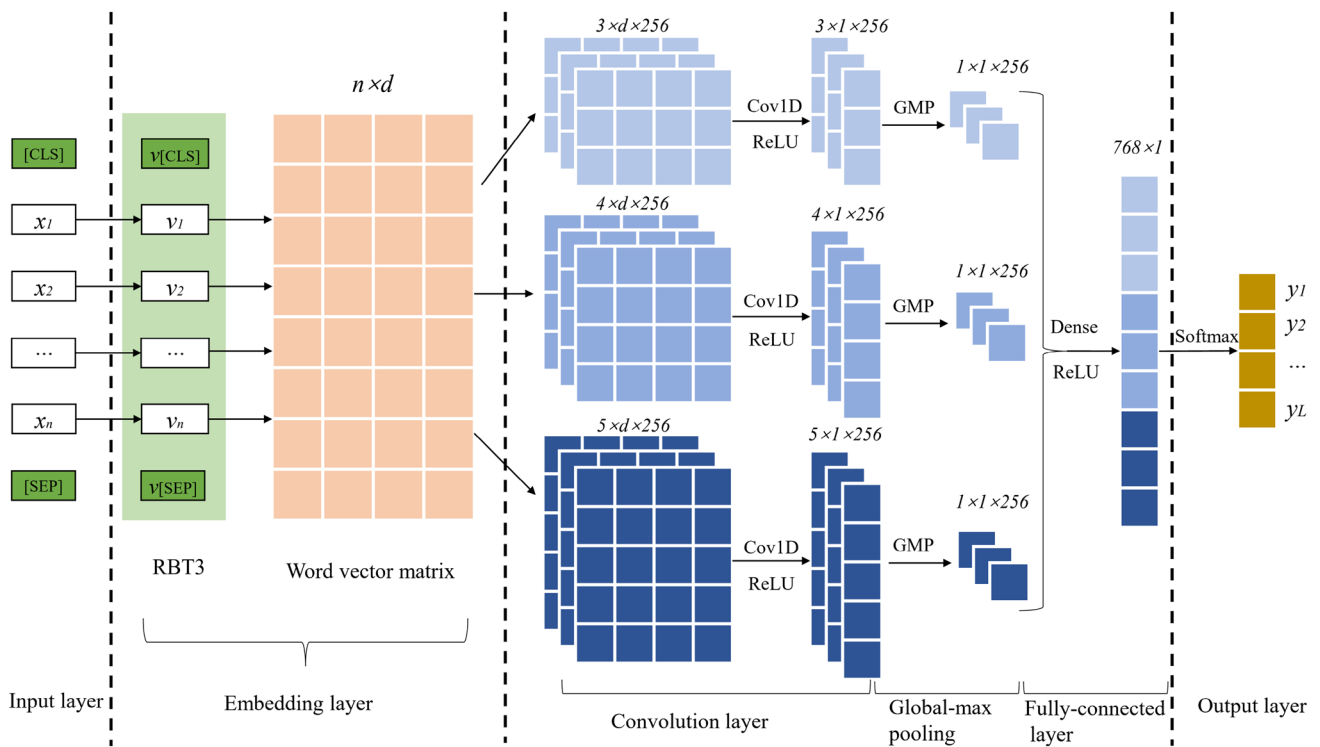 [CLS]
x1
x2
...
xn
[SEP]
Input layer
v[CLS]
v1
v2
...
vn
v[SEP]
RBT3
n×d
Word vector matrix
Embedding layer
3×d×256
Cov1D
ReLU
3×1×256
GMP
1×1×256
4×d×256
Cov1D
ReLU
4×1×256
GMP
1×1×256
5×d×256
Cov1D
ReLU
5×1×256
GMP
1×1×256
Convolution layer
Global-max
pooling
Dense
ReLU
768×1
Fully-connected
layer
Softmax
y1
y2
...
yL
Output layer